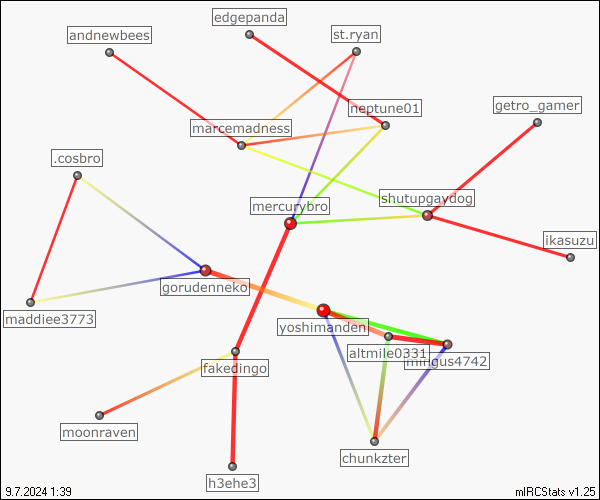 edgepanda
andnewbees
st.ryan
getro_gamer
neptune01
marcemadness
.cosbro
shutupgaydog
mercurybro
ikasuzu
gorudenneko
maddiee3773
yoshimanden
altmile0331
mingus4742
fakedingo
moonraven
chunkzter
h3ehe3
9.7.2024 1:39
mIRCStats v1.25